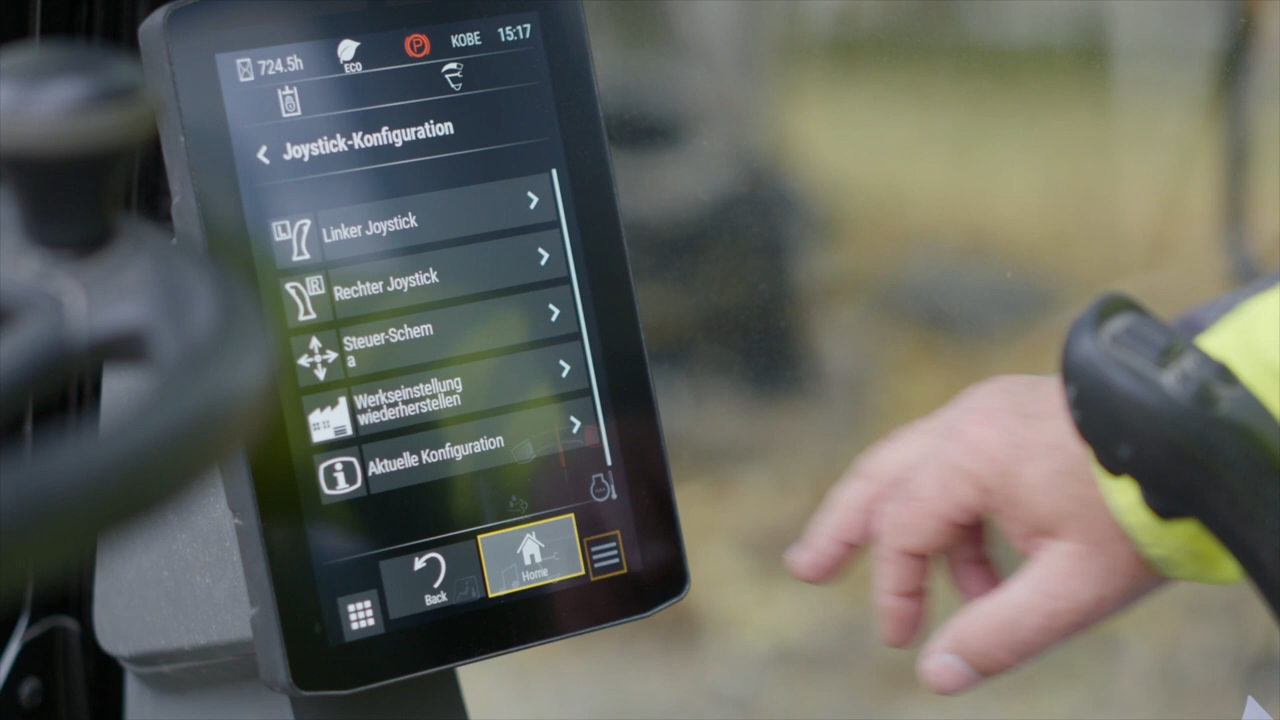 724.5h
ECO
P
KOBE
15:17
Joystick-Konfiguration
L
Linker Joystick
R
Rechter Joystick
Steuer-Schem
a
Werkseinstellung
wiederherstellen
i
Aktuelle Konfiguration
Back
Home